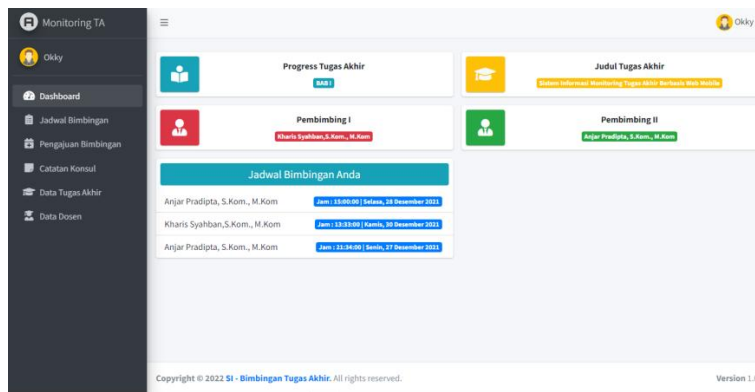 Monitoring TA
Okky
Okky
Dashboard
Jadwal Bimbingan
Pengajuan Bimbingan
Catatan Konsul
Data Tugas Akhir
Data Dosen
Progress Tugas Akhir
BAB I
Judul Tugas Akhir
Sistem Informasi Monitoring Tugas Akhir Berbasis Web Mobile
Pembimbing I
Kharis Syahban,S.Kom., M.Kom
Pembimbing II
Anjar Pradipta, S.Kom., M.Kom
Jadwal Bimbingan Anda
Anjar Pradipta, S.Kom., M.Kom Jam : 15:00:00 | Selasa, 28 Desember 2021
Kharis Syahban,S.Kom., M.Kom Jam : 13:33:00 | Kamis, 30 Desember 2021
Anjar Pradipta, S.Kom., M.Kom Jam : 21:34:00 | Senin, 27 Desember 2021
Copyright © 2022 SI - Bimbingan Tugas Akhir. All rights reserved.
Version